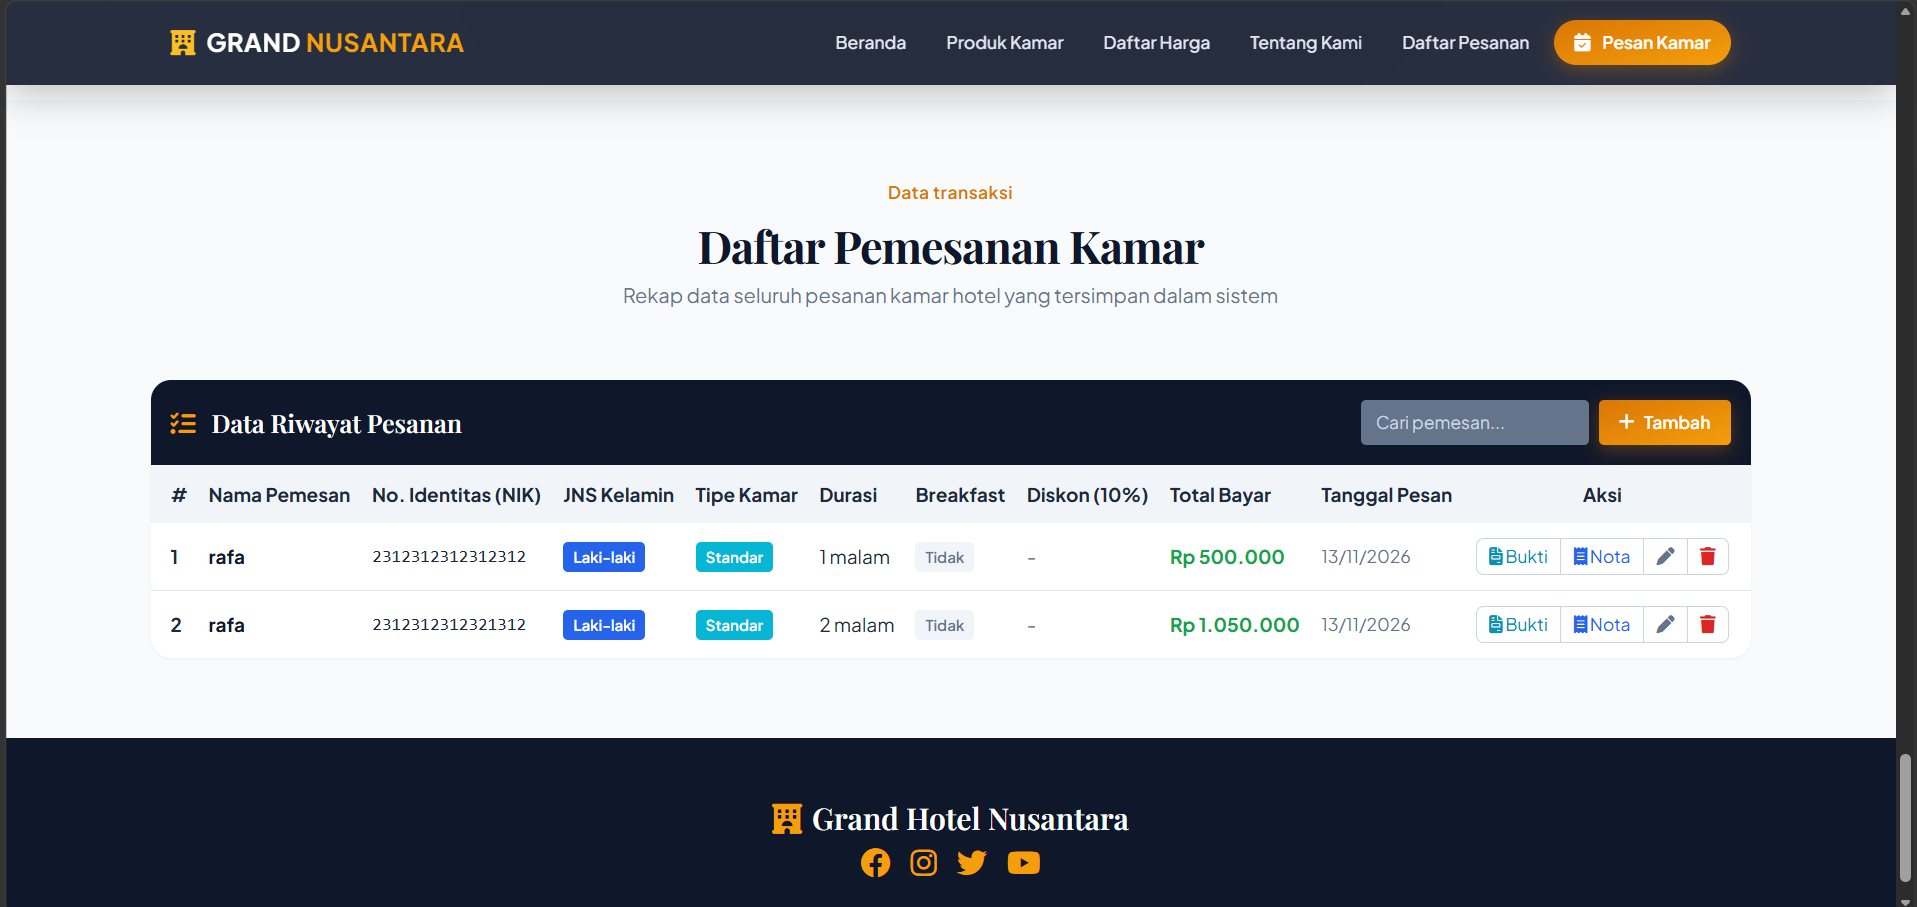 GRAND NUSANTARA Beranda Produk Kamar Daftar Harga Tentang Kami Daftar Pesanan Pesan Kamar
Data transaksi
Daftar Pemesanan Kamar
Rekap data seluruh pesanan kamar hotel yang tersimpan dalam sistem
Data Riwayat Pesanan Cari pemesan... + Tambah
# Nama Pemesan No. Identitas (NIK) JNS Kelamin Tipe Kamar Durasi Breakfast Diskon (10%) Total Bayar Tanggal Pesan Aksi
1 rafa 2312312312312312 Laki-laki Standar 1 malam Tidak - Rp 500.000 13/11/2026 Bukti Nota
2 rafa 2312312312321312 Laki-laki Standar 2 malam Tidak - Rp 1.050.000 13/11/2026 Bukti Nota
Grand Hotel Nusantara